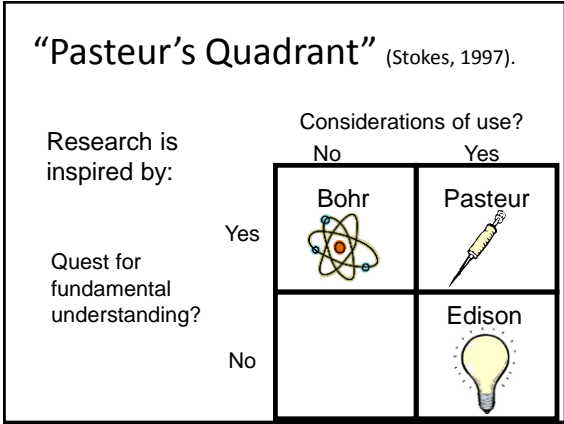 “Pasteur’s Quadrant” (Stokes, 1997).
Considerations of use?
Research is
inspired by:
No Yes
Bohr Pasteur
Yes
Quest for
fundamental
understanding?
Edison
No